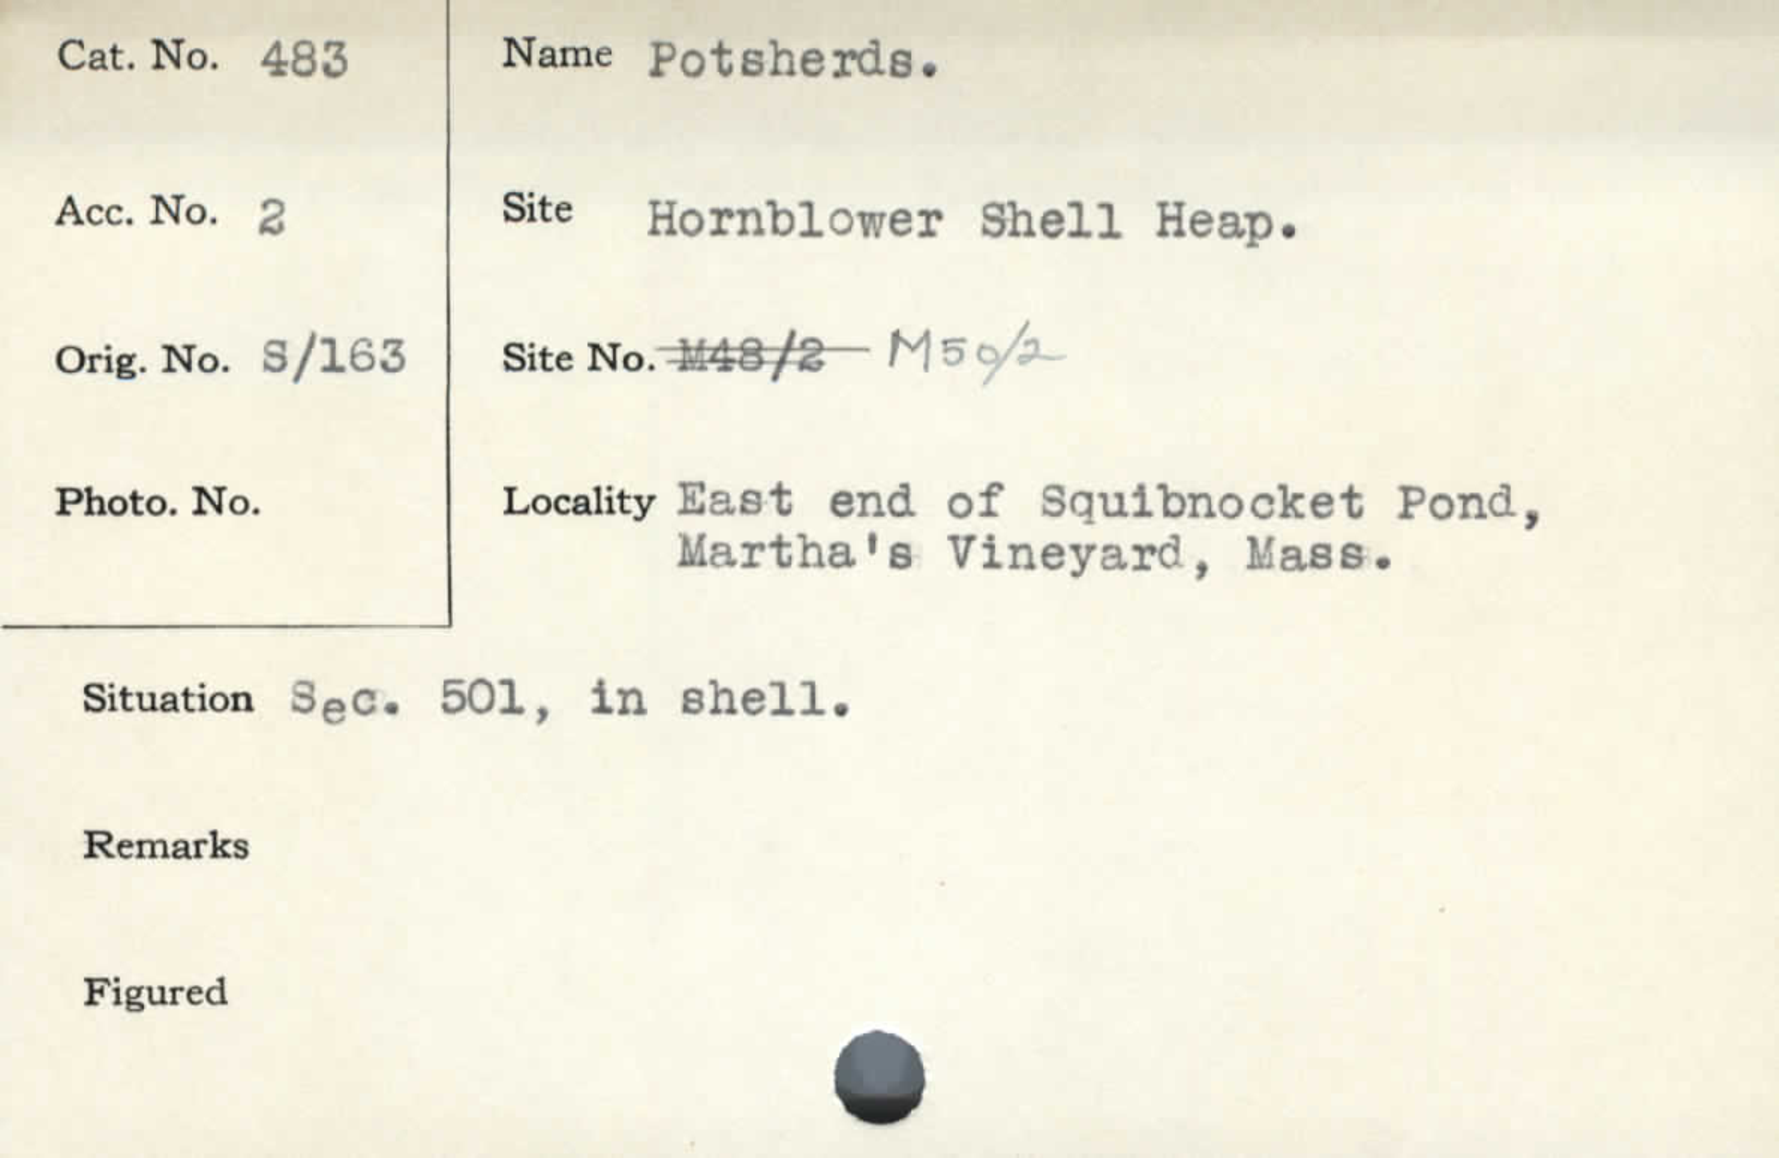 Cat. No. 483
Name Potsherds.
Acc. No. 2
Site Hornblower Shell Heap.
Orig. No. S/163
Site No. M48/2 M50/2
Photo. No.
Locality East end of Squibnocket Pond,
Martha's Vineyard, Mass.
Situation Sec. 501, in shell.
Remarks
Figured